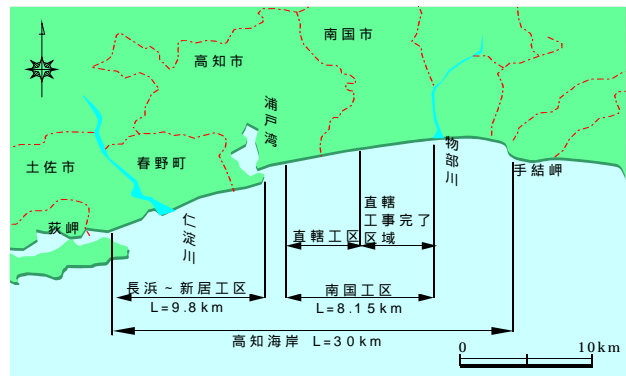 南国市
高知市
浦戸湾
物部川
土佐市
春野町
手結岬
荻岬
仁淀川
直轄
工事完了
区域
直轄工区
長浜~新居工区
L=9.8km
南国工区
L=8.15km
高知海岸 L=30km
0 10km